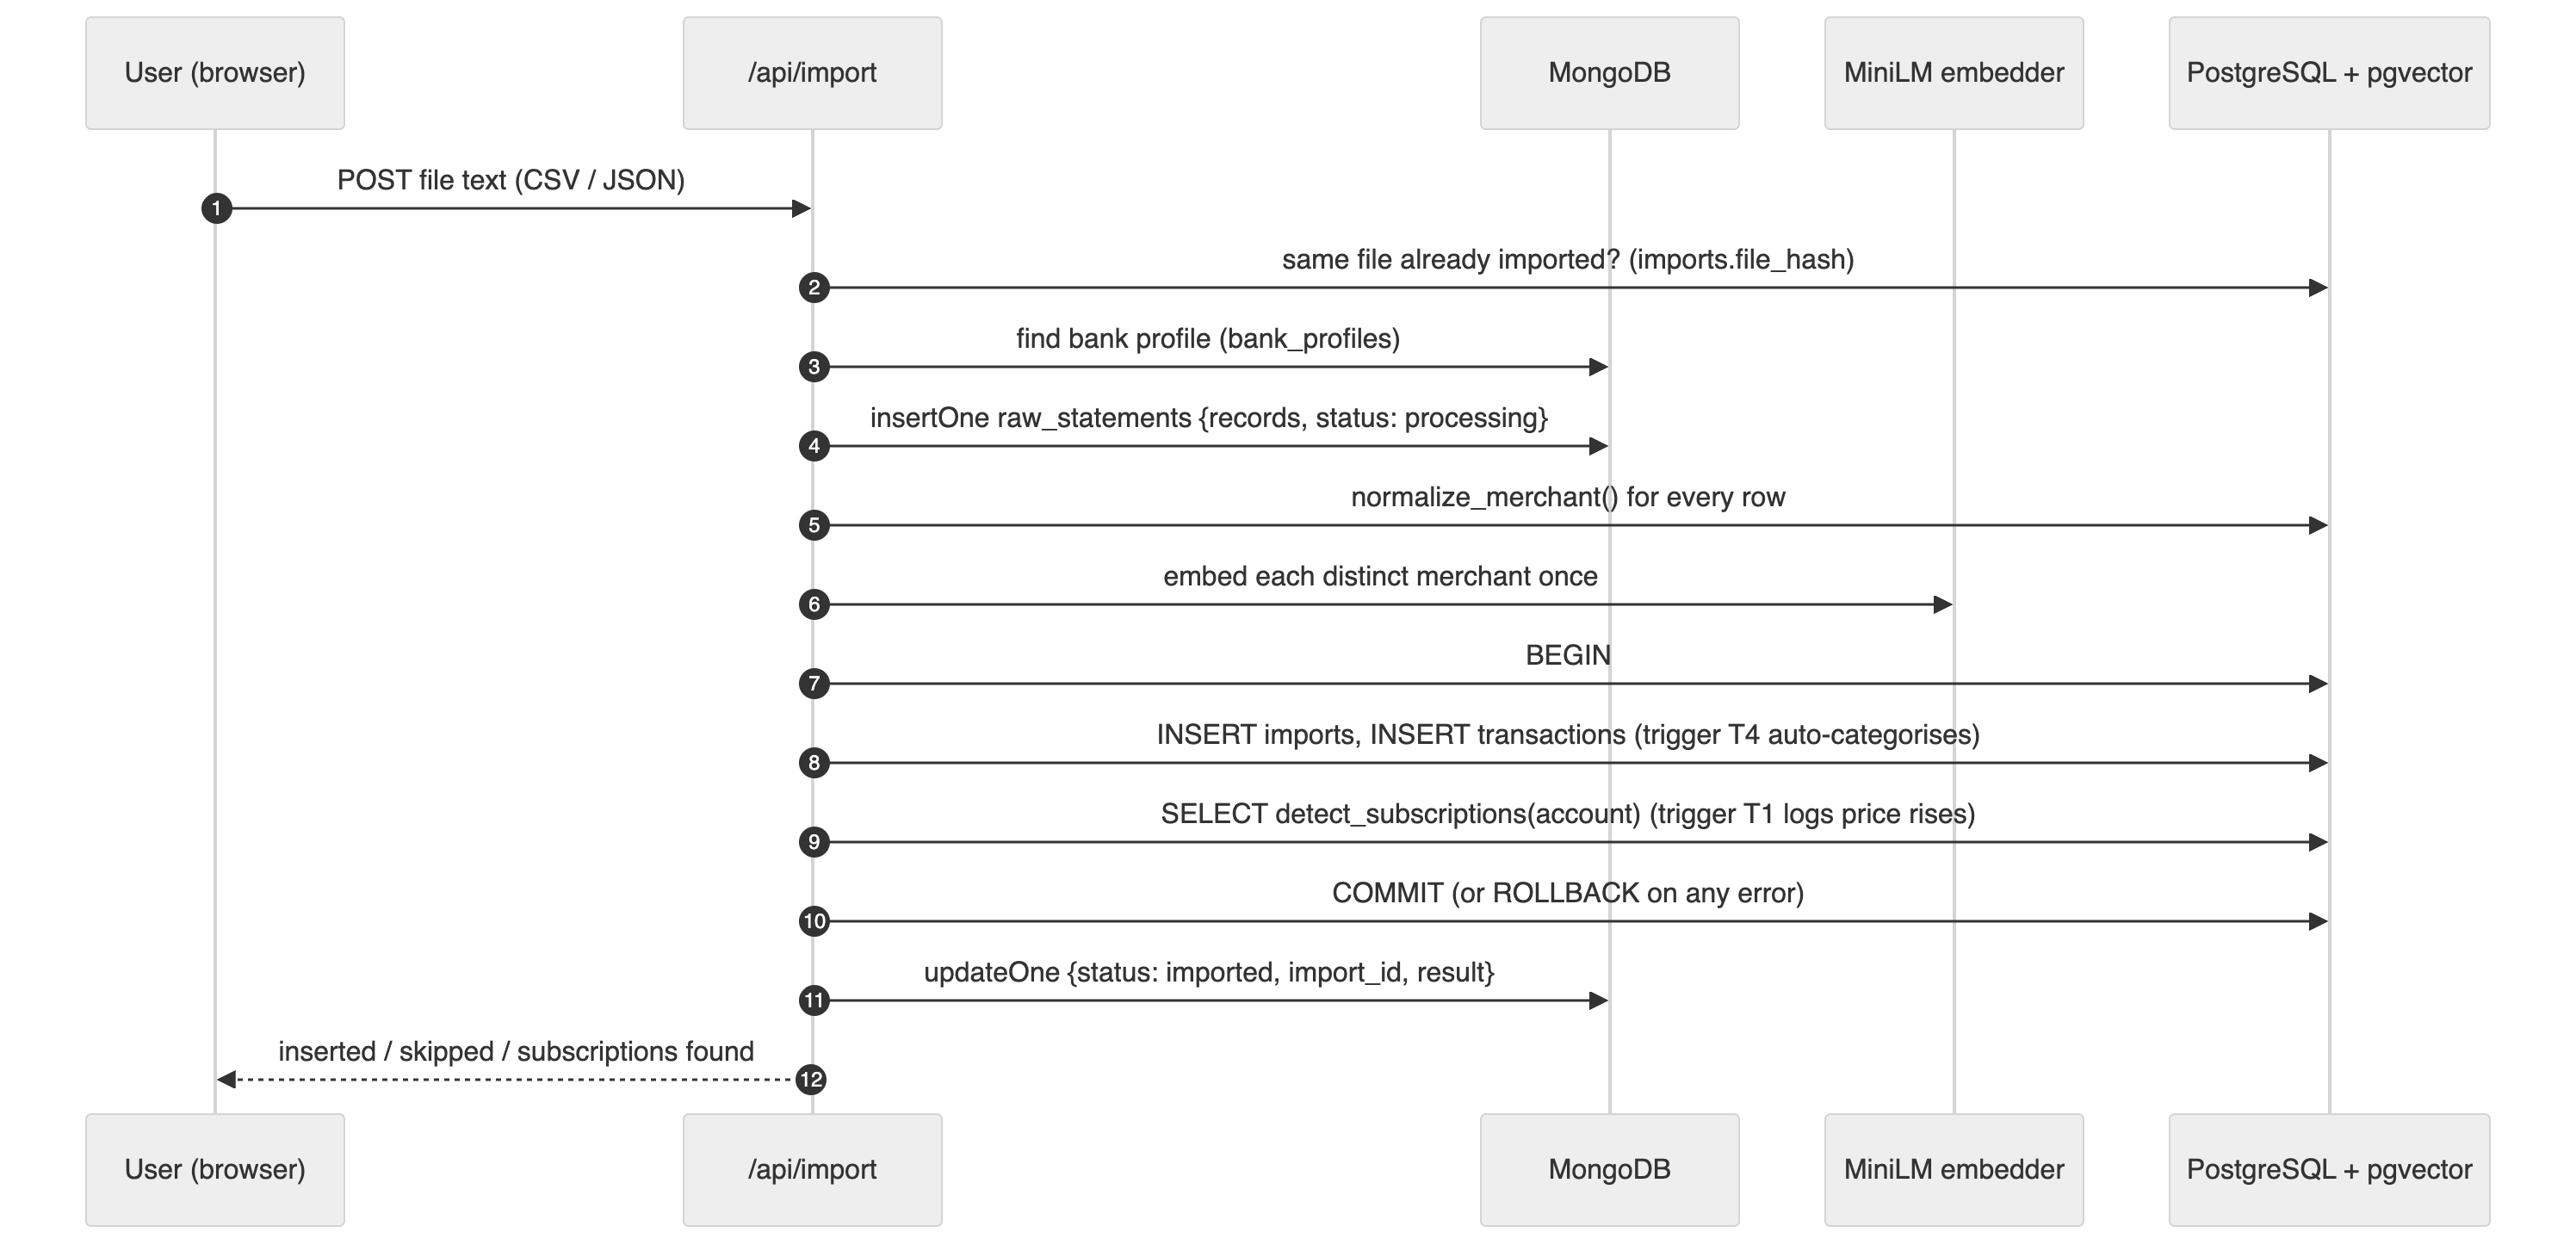 User (browser)
/api/import
MongoDB
MiniLM embedder
PostgreSQL + pgvector
POST file text (CSV / JSON)
1
same file already imported? (imports.file_hash)
2
find bank profile (bank_profiles)
3
insertOne raw_statements {records, status: processing}
4
normalize_merchant() for every row
5
embed each distinct merchant once
6
BEGIN
7
INSERT imports, INSERT transactions (trigger T4 auto-categorises)
8
SELECT detect_subscriptions(account) (trigger T1 logs price rises)
9
COMMIT (or ROLLBACK on any error)
10
updateOne {status: imported, import_id, result}
11
inserted / skipped / subscriptions found
12
User (browser)
/api/import
MongoDB
MiniLM embedder
PostgreSQL + pgvector